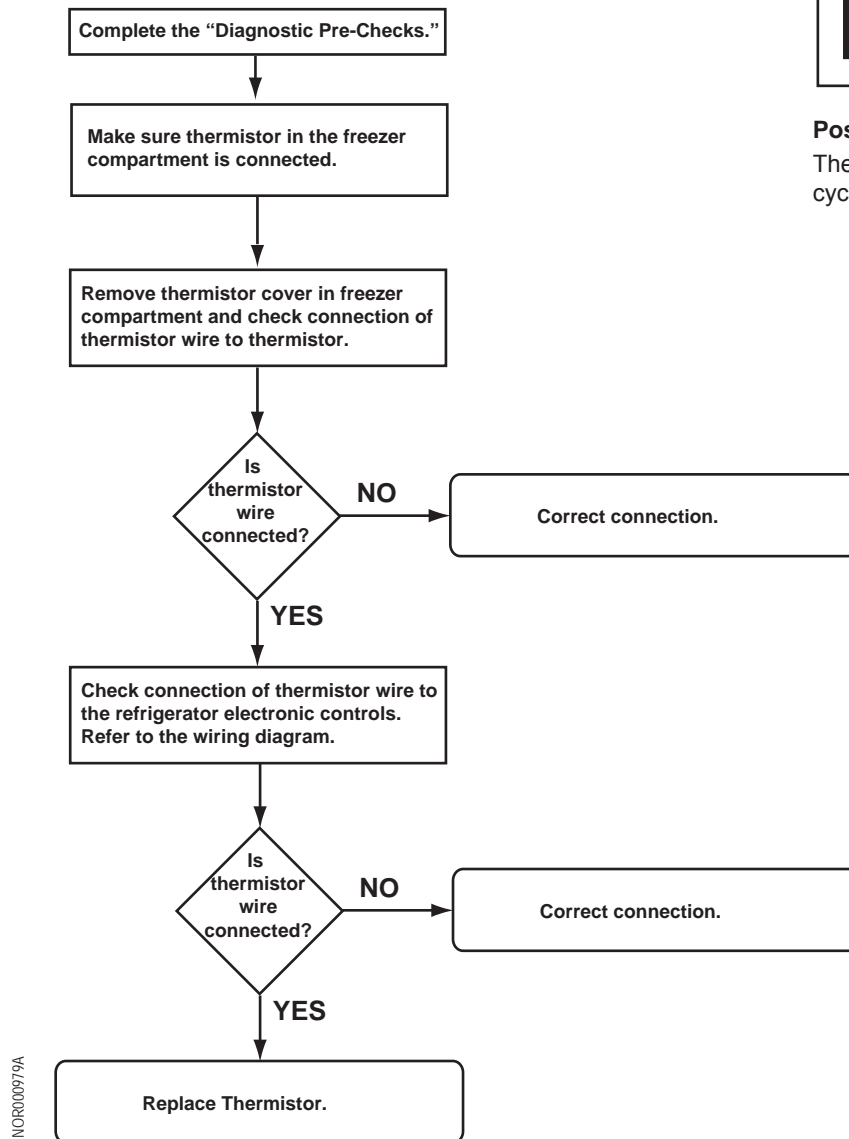 Complete the “Diagnostic Pre-Checks.”
Make sure thermistor in the freezer
compartment is connected.
Remove thermistor cover in freezer
compartment and check connection of
thermistor wire to thermistor.
Is
thermistor
wire
connected?
NO
Correct connection.
YES
Check connection of thermistor wire to
the refrigerator electronic controls.
Refer to the wiring diagram.
Is
thermistor
wire
connected?
NO
Correct connection.
YES
Replace Thermistor.
NOR000979A